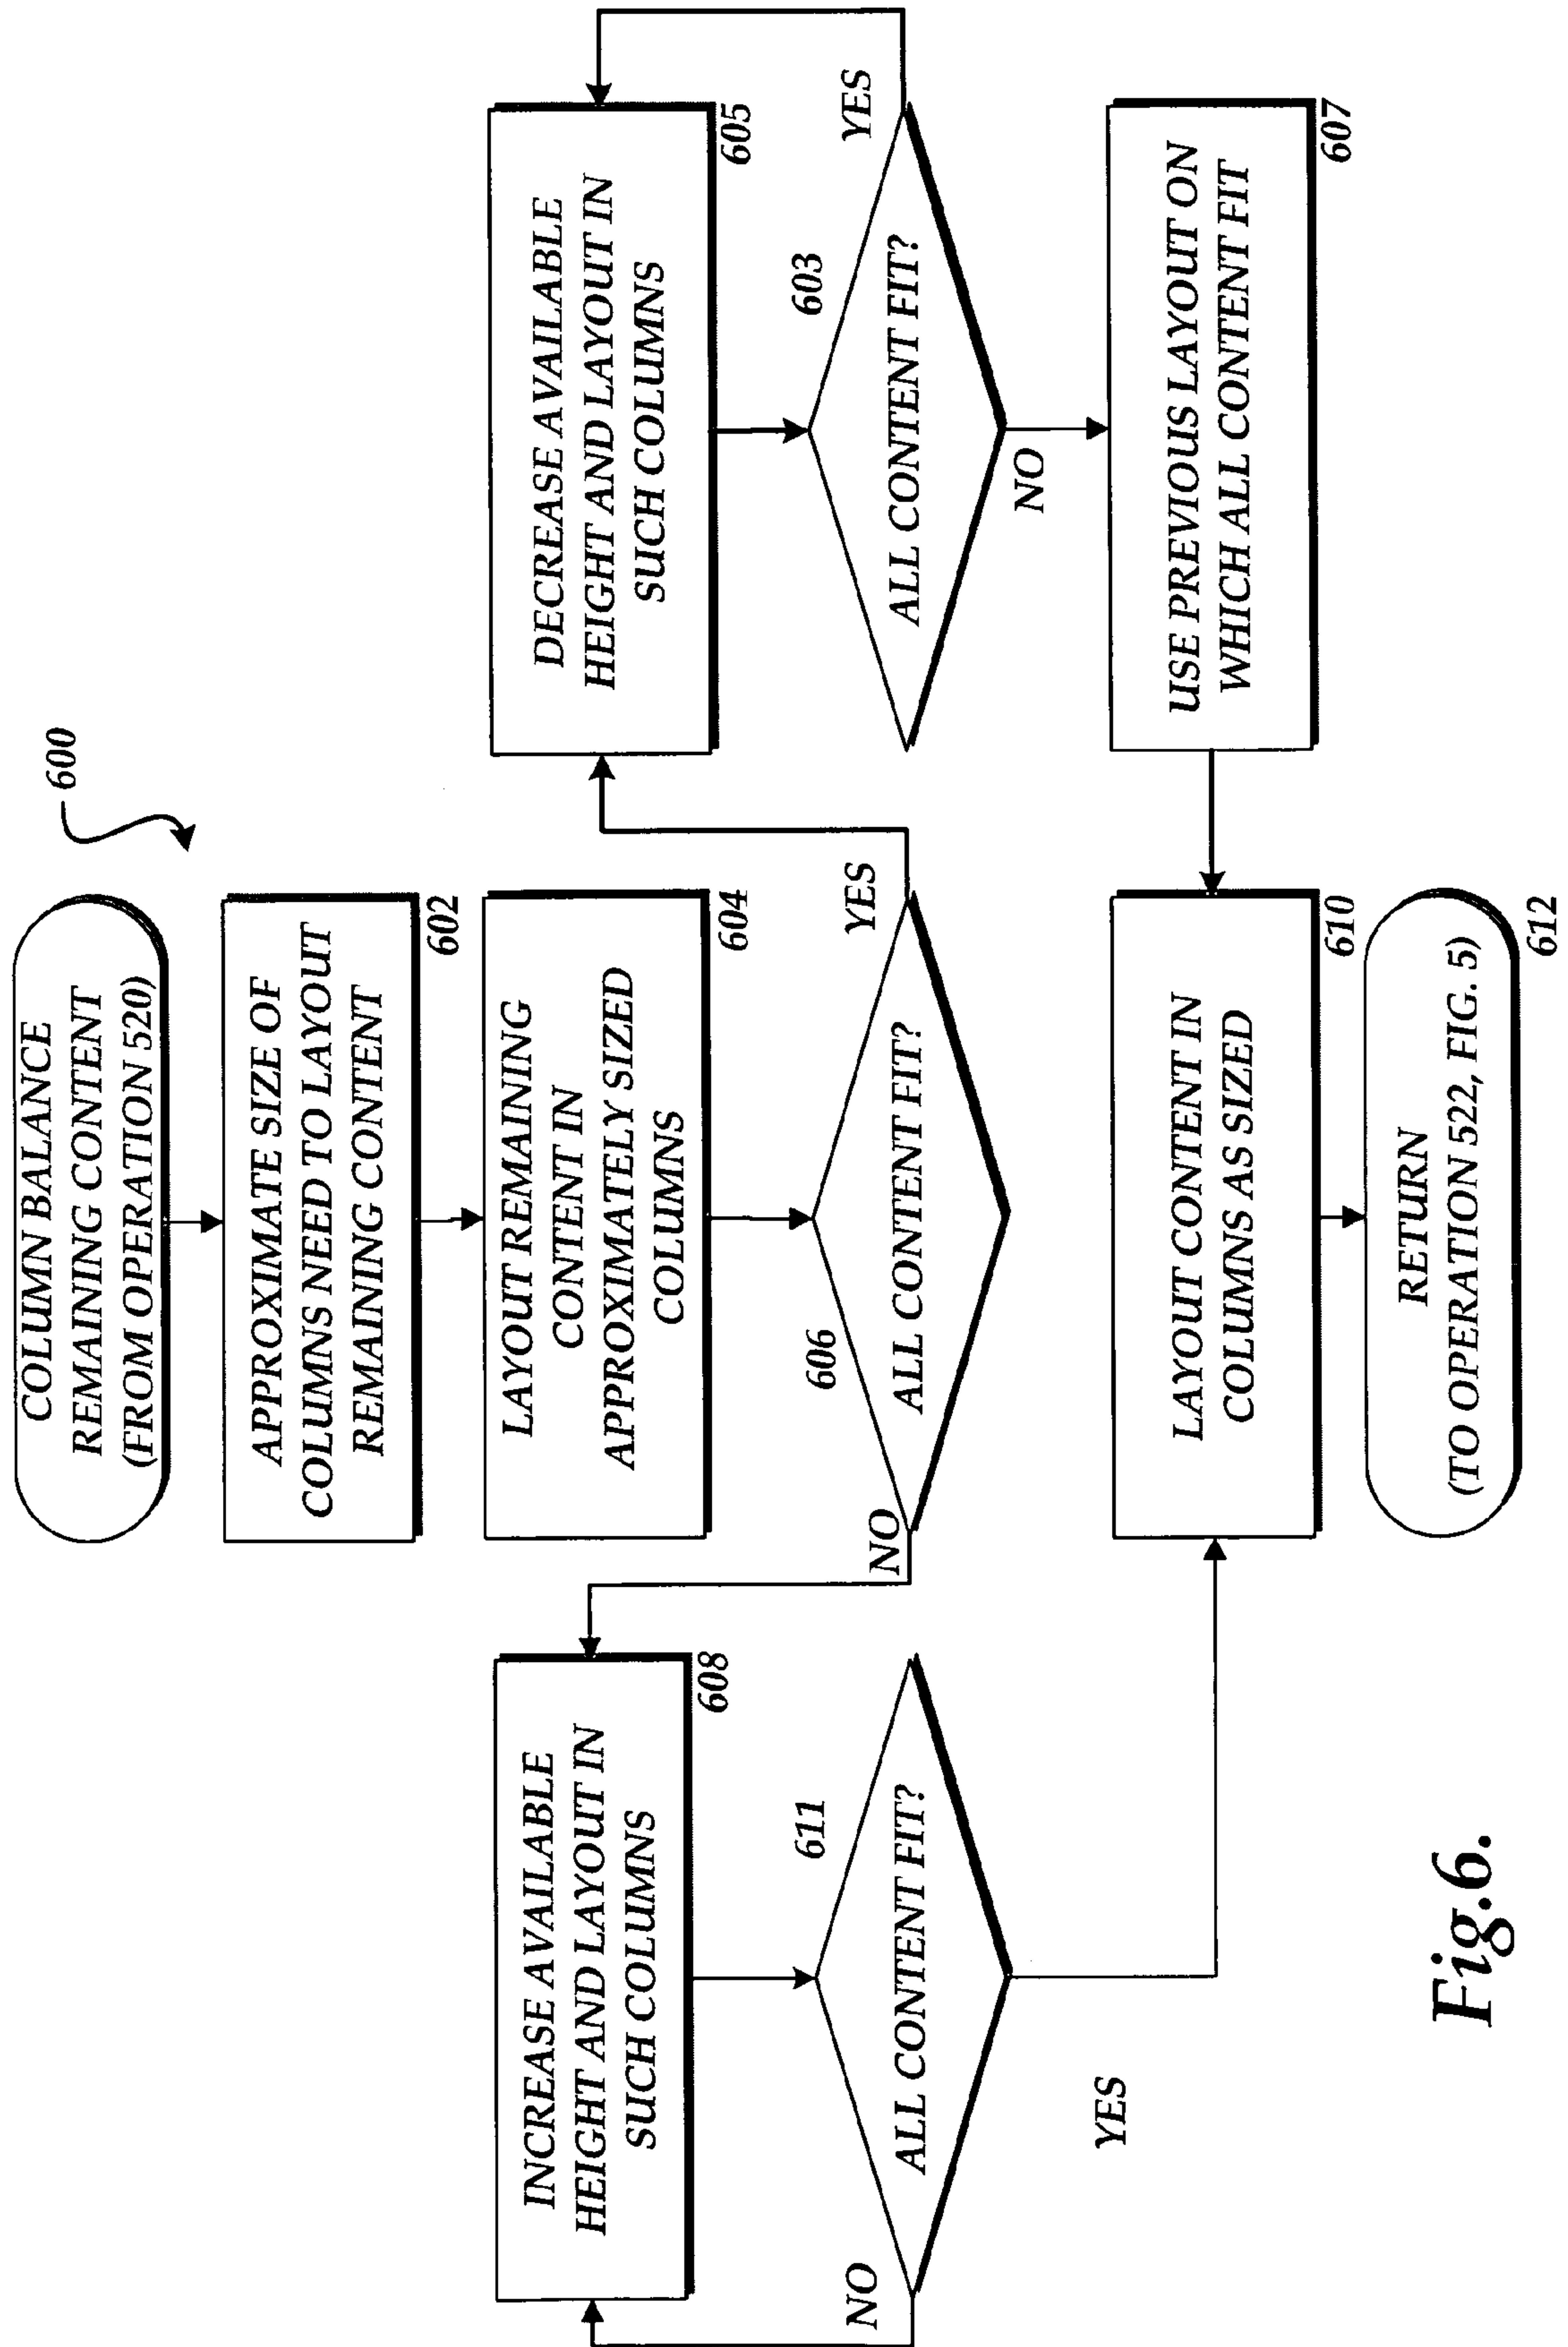 600
COLUMN BALANCE
REMAINING CONTENT
(FROM OPERATION 520)
APPROXIMATE SIZE OF
COLUMNS NEED TO LAYOUT
REMAINING CONTENT
602
LAYOUT REMAINING
CONTENT IN
APPROXIMATELY SIZED
COLUMNS
604
606
ALL CONTENT FIT?
NO
YES
INCREASE AVAILABLE
HEIGHT AND LAYOUT IN
SUCH COLUMNS
608
611
ALL CONTENT FIT?
NO
YES
DECREASE AVAILABLE
HEIGHT AND LAYOUT IN
SUCH COLUMNS
605
603
ALL CONTENT FIT?
YES
NO
USE PREVIOUS LAYOUT ON
WHICH ALL CONTENT FIT
607
LAYOUT CONTENT IN
COLUMNS AS SIZED
610
RETURN
(TO OPERATION 522, FIG. 5)
612
Fig.6.